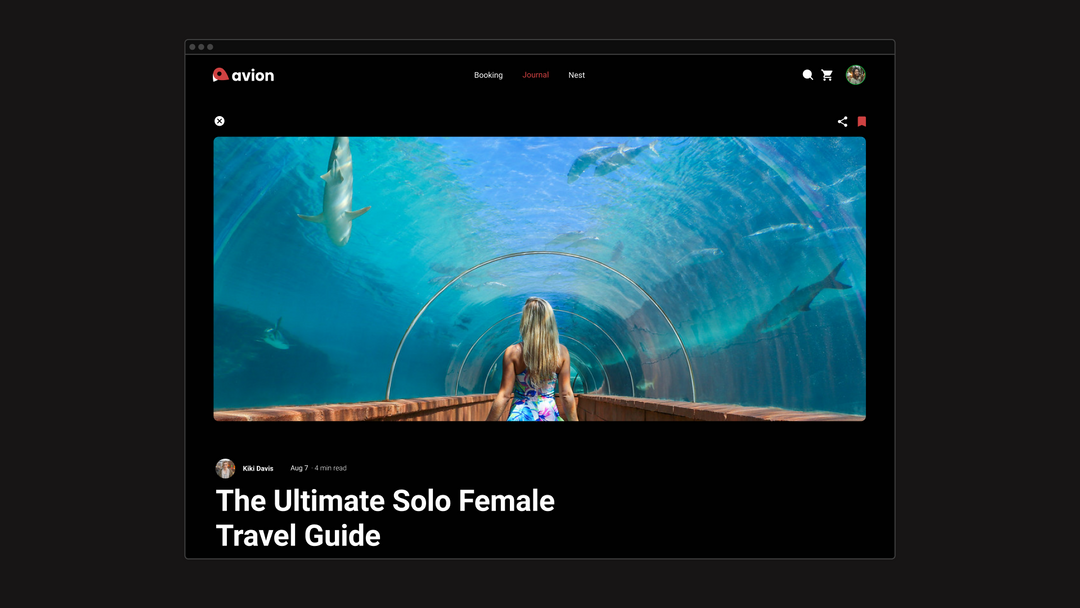 avion
Booking
Journal
Nest
Kiki Davis
Aug 7 · 4 min read
The Ultimate Solo Female
Travel Guide